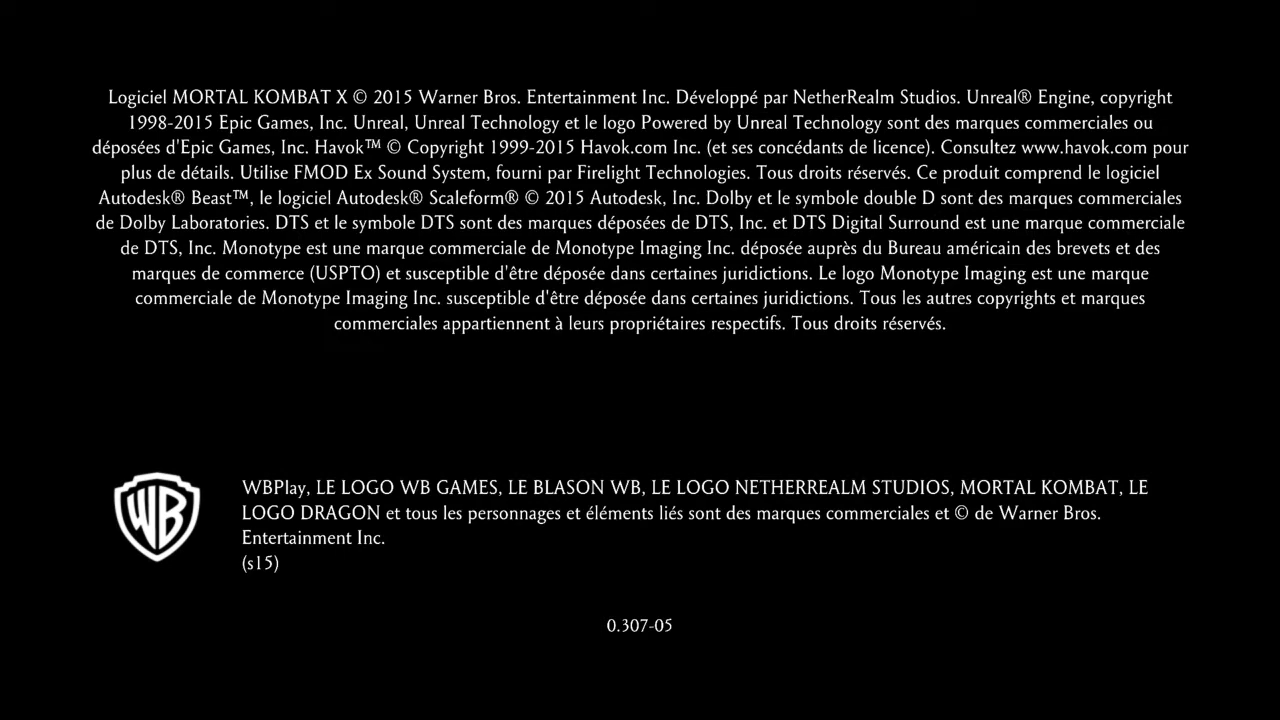 Logiciel MORTAL KOMBAT X © 2015 Warner Bros. Entertainment Inc. Développé par NetherRealm Studios. Unreal® Engine, copyright
1998-2015 Epic Games, Inc. Unreal, Unreal Technology et le logo Powered by Unreal Technology sont des marques commerciales ou
déposées d'Epic Games, Inc. Havok™ © Copyright 1999-2015 Havok.com Inc. (et ses concédants de licence). Consultez www.havok.com pour
plus de détails. Utilise FMOD Ex Sound System, fourni par Firelight Technologies. Tous droits réservés. Ce produit comprend le logiciel
Autodesk® Beast™, le logiciel Autodesk® Scaleform® © 2015 Autodesk, Inc. Dolby et le symbole double D sont des marques commerciales
de Dolby Laboratories. DTS et le symbole DTS sont des marques déposées de DTS, Inc. et DTS Digital Surround est une marque commerciale
de DTS, Inc. Monotype est une marque commerciale de Monotype Imaging Inc. déposée auprès du Bureau américain des brevets et des
marques de commerce (USPTO) et susceptible d'être déposée dans certaines juridictions. Le logo Monotype Imaging est une marque
commerciale de Monotype Imaging Inc. susceptible d'être déposée dans certaines juridictions. Tous les autres copyrights et marques
commerciales appartiennent à leurs propriétaires respectifs. Tous droits réservés.
WB
WBPlay, LE LOGO WB GAMES, LE BLASON WB, LE LOGO NETHERREALM STUDIOS, MORTAL KOMBAT, LE
LOGO DRAGON et tous les personnages et éléments liés sont des marques commerciales et © de Warner Bros.
Entertainment Inc.
(s15)
0.307-05